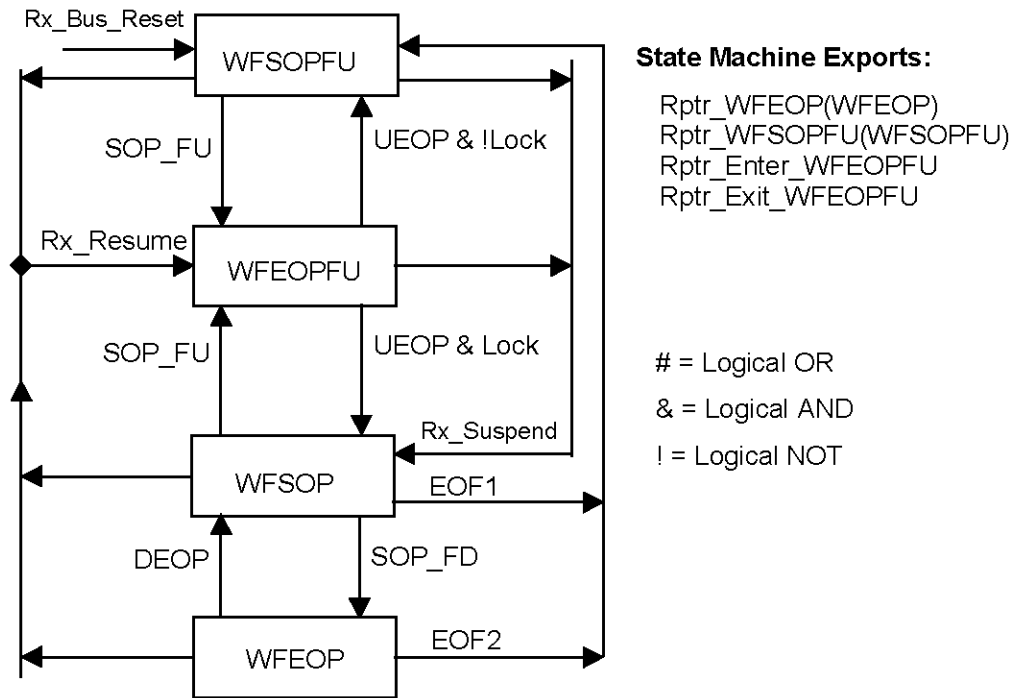 Rx_Bus_Reset
WFSOPFU
SOP_FU
UEOP & !Lock
Rx_Resume
WFEOPFU
SOP_FU
UEOP & Lock
Rx_Suspend
WFSOP
EOF1
DEOP
SOP_FD
WFEOP
EOF2
State Machine Exports:
Rptr_WFEOP(WFEOP)
Rptr_WFSOPFU(WFSOPFU)
Rptr_Enter_WFEOPFU
Rptr_Exit_WFEOPFU
# = Logical OR
& = Logical AND
! = Logical NOT